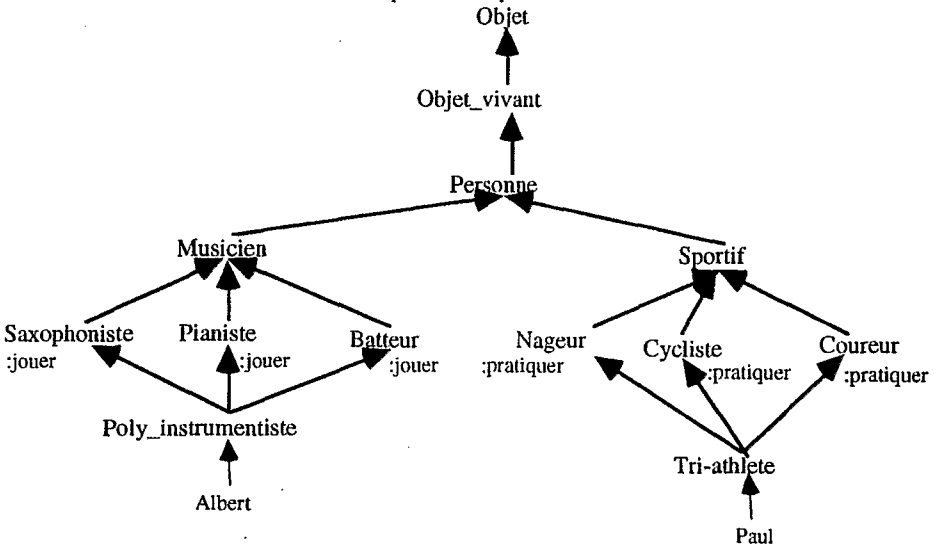 Objet
Objet_vivant
Personne
Musicien
Sportif
Saxophoniste
:jouer
Pianiste
:jouer
Batteur
:jouer
Nageur
:pratiquer
Cycliste
:pratiquer
Coureur
:pratiquer
Poly_instrumentiste
Tri-athlete
Albert
Paul